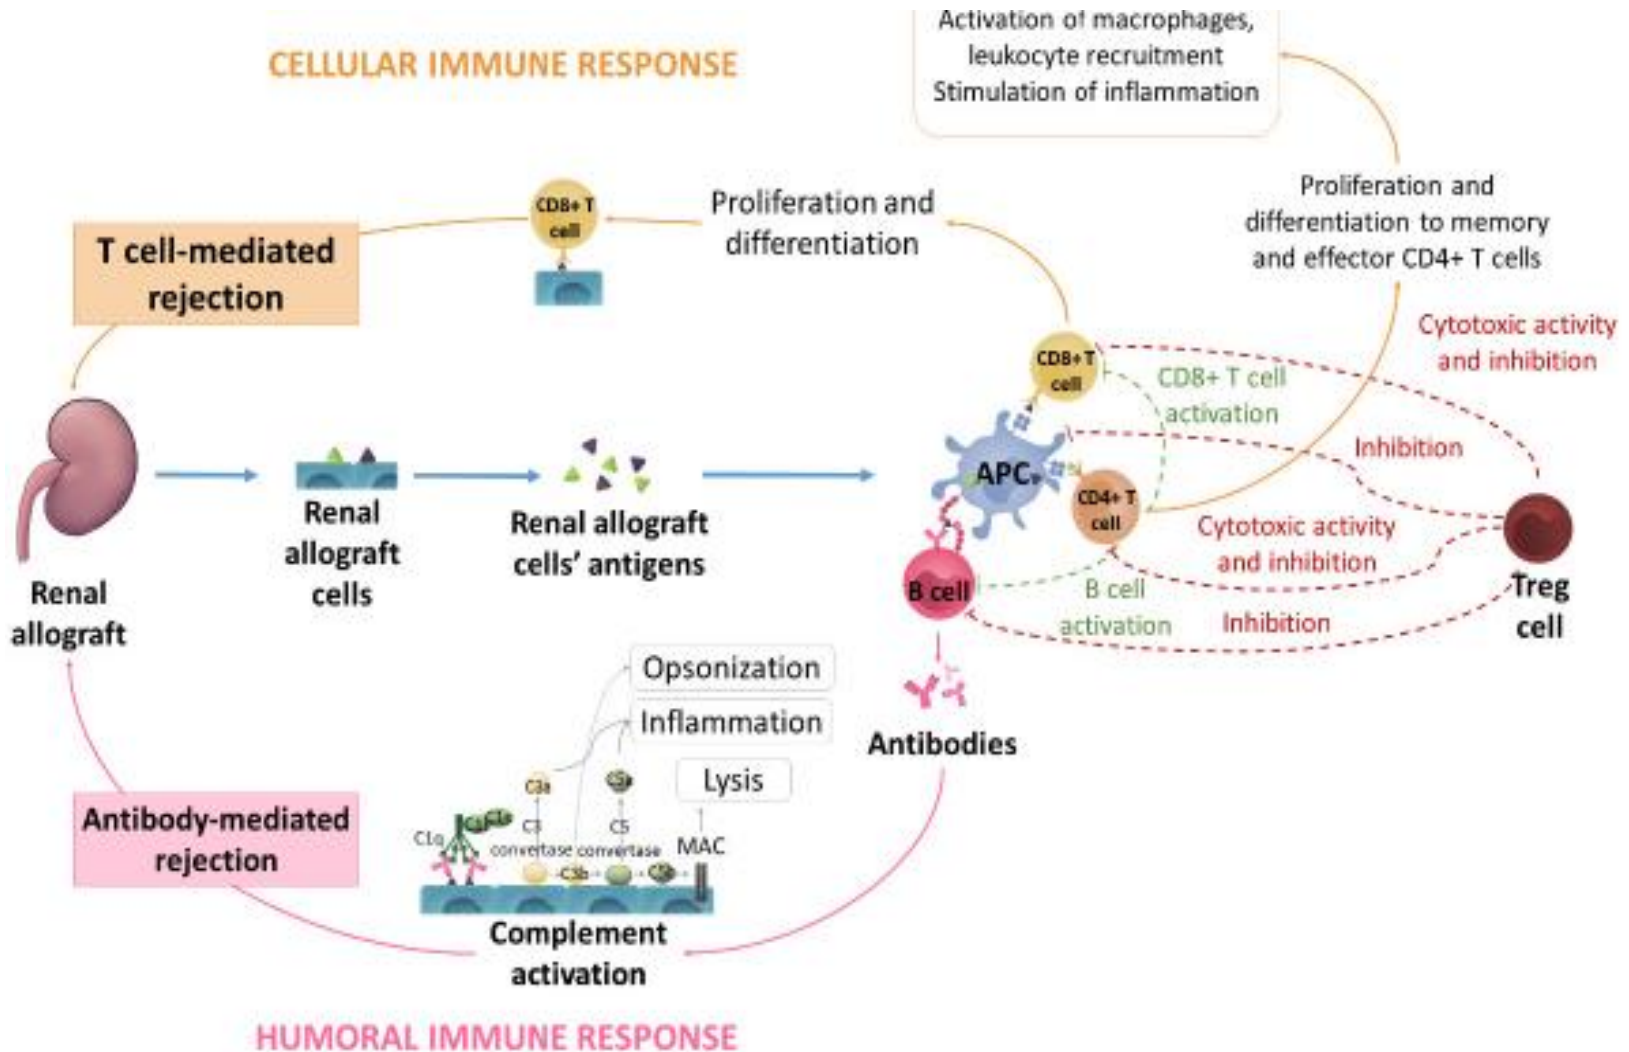 CELLULAR IMMUNE RESPONSE
Activation of macrophages,
leukocyte recruitment
Stimulation of inflammation
T cell-mediated
rejection
CD8+ T
cell
Proliferation and
differentiation
Proliferation and
differentiation to memory
and effector CD4+ T cells
Cytotoxic activity
and inhibition
CD8+ T
cell
CD8+ T cell
activation
Inhibition
APC
CD4+ T
cell
Cytotoxic activity
and inhibition
Renal
allograft
Renal
allograft
cells
Renal allograft
cells' antigens
B cell
B cell
activation
Inhibition
Treg
cell
Opsonization
Inflammation
Lysis
Antibodies
Antibody-mediated
rejection
C3a
C5a
C1q
C3
convertase
C5
convertase
MAC
C3b
Complement
activation
HUMORAL IMMUNE RESPONSE